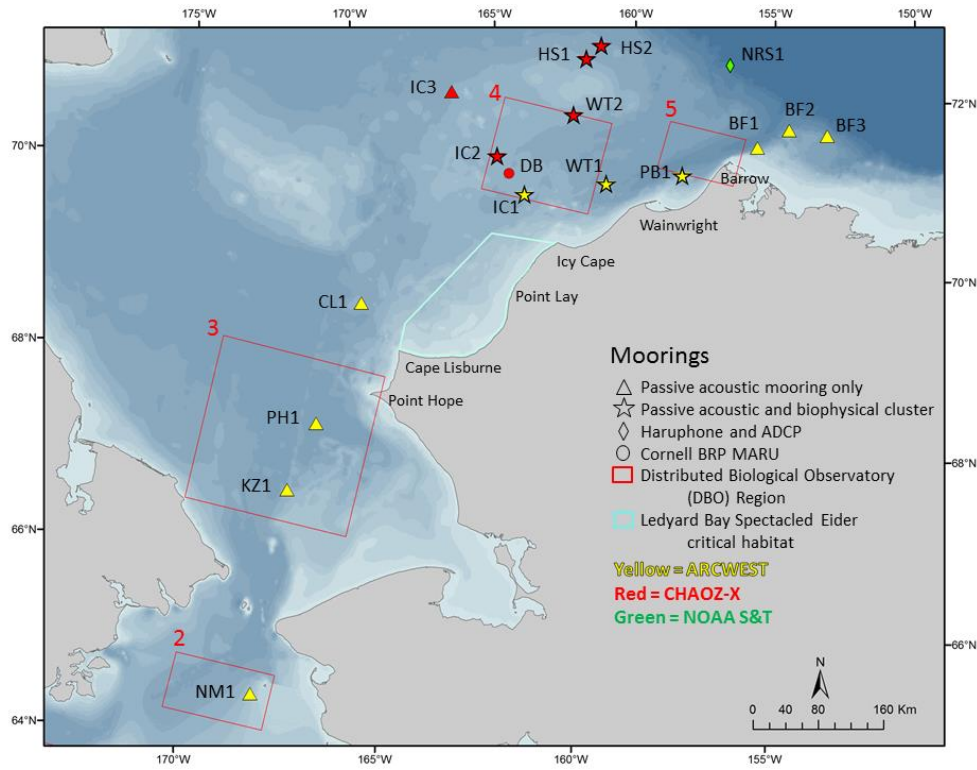 175°W
170°W
165°W
160°W
155°W
150°W
HS1
HS2
NRS1
IC3
4
WT2
5
72°N
BF1
BF2
BF3
70°N
IC2
DB
WT1
PB1
Barrow
IC1
Wainwright
Icy Cape
Point Lay
70°N
CL1
3
68°N
Cape Lisburne
Point Hope
PH1
KZ1
68°N
66°N
Moorings
Passive acoustic mooring only
Passive acoustic and biophysical cluster
Haruphone and ADCP
Cornell BRP MARU
Distributed Biological Observatory
(DBO) Region
Ledyard Bay Spectacled Eider
critical habitat
Yellow = ARCWEST
Red = CHAOZ-X
Green = NOAA S&T
2
NM1
66°N
64°N
N
0 40 80 160 Km
170°W
165°W
160°W
155°W